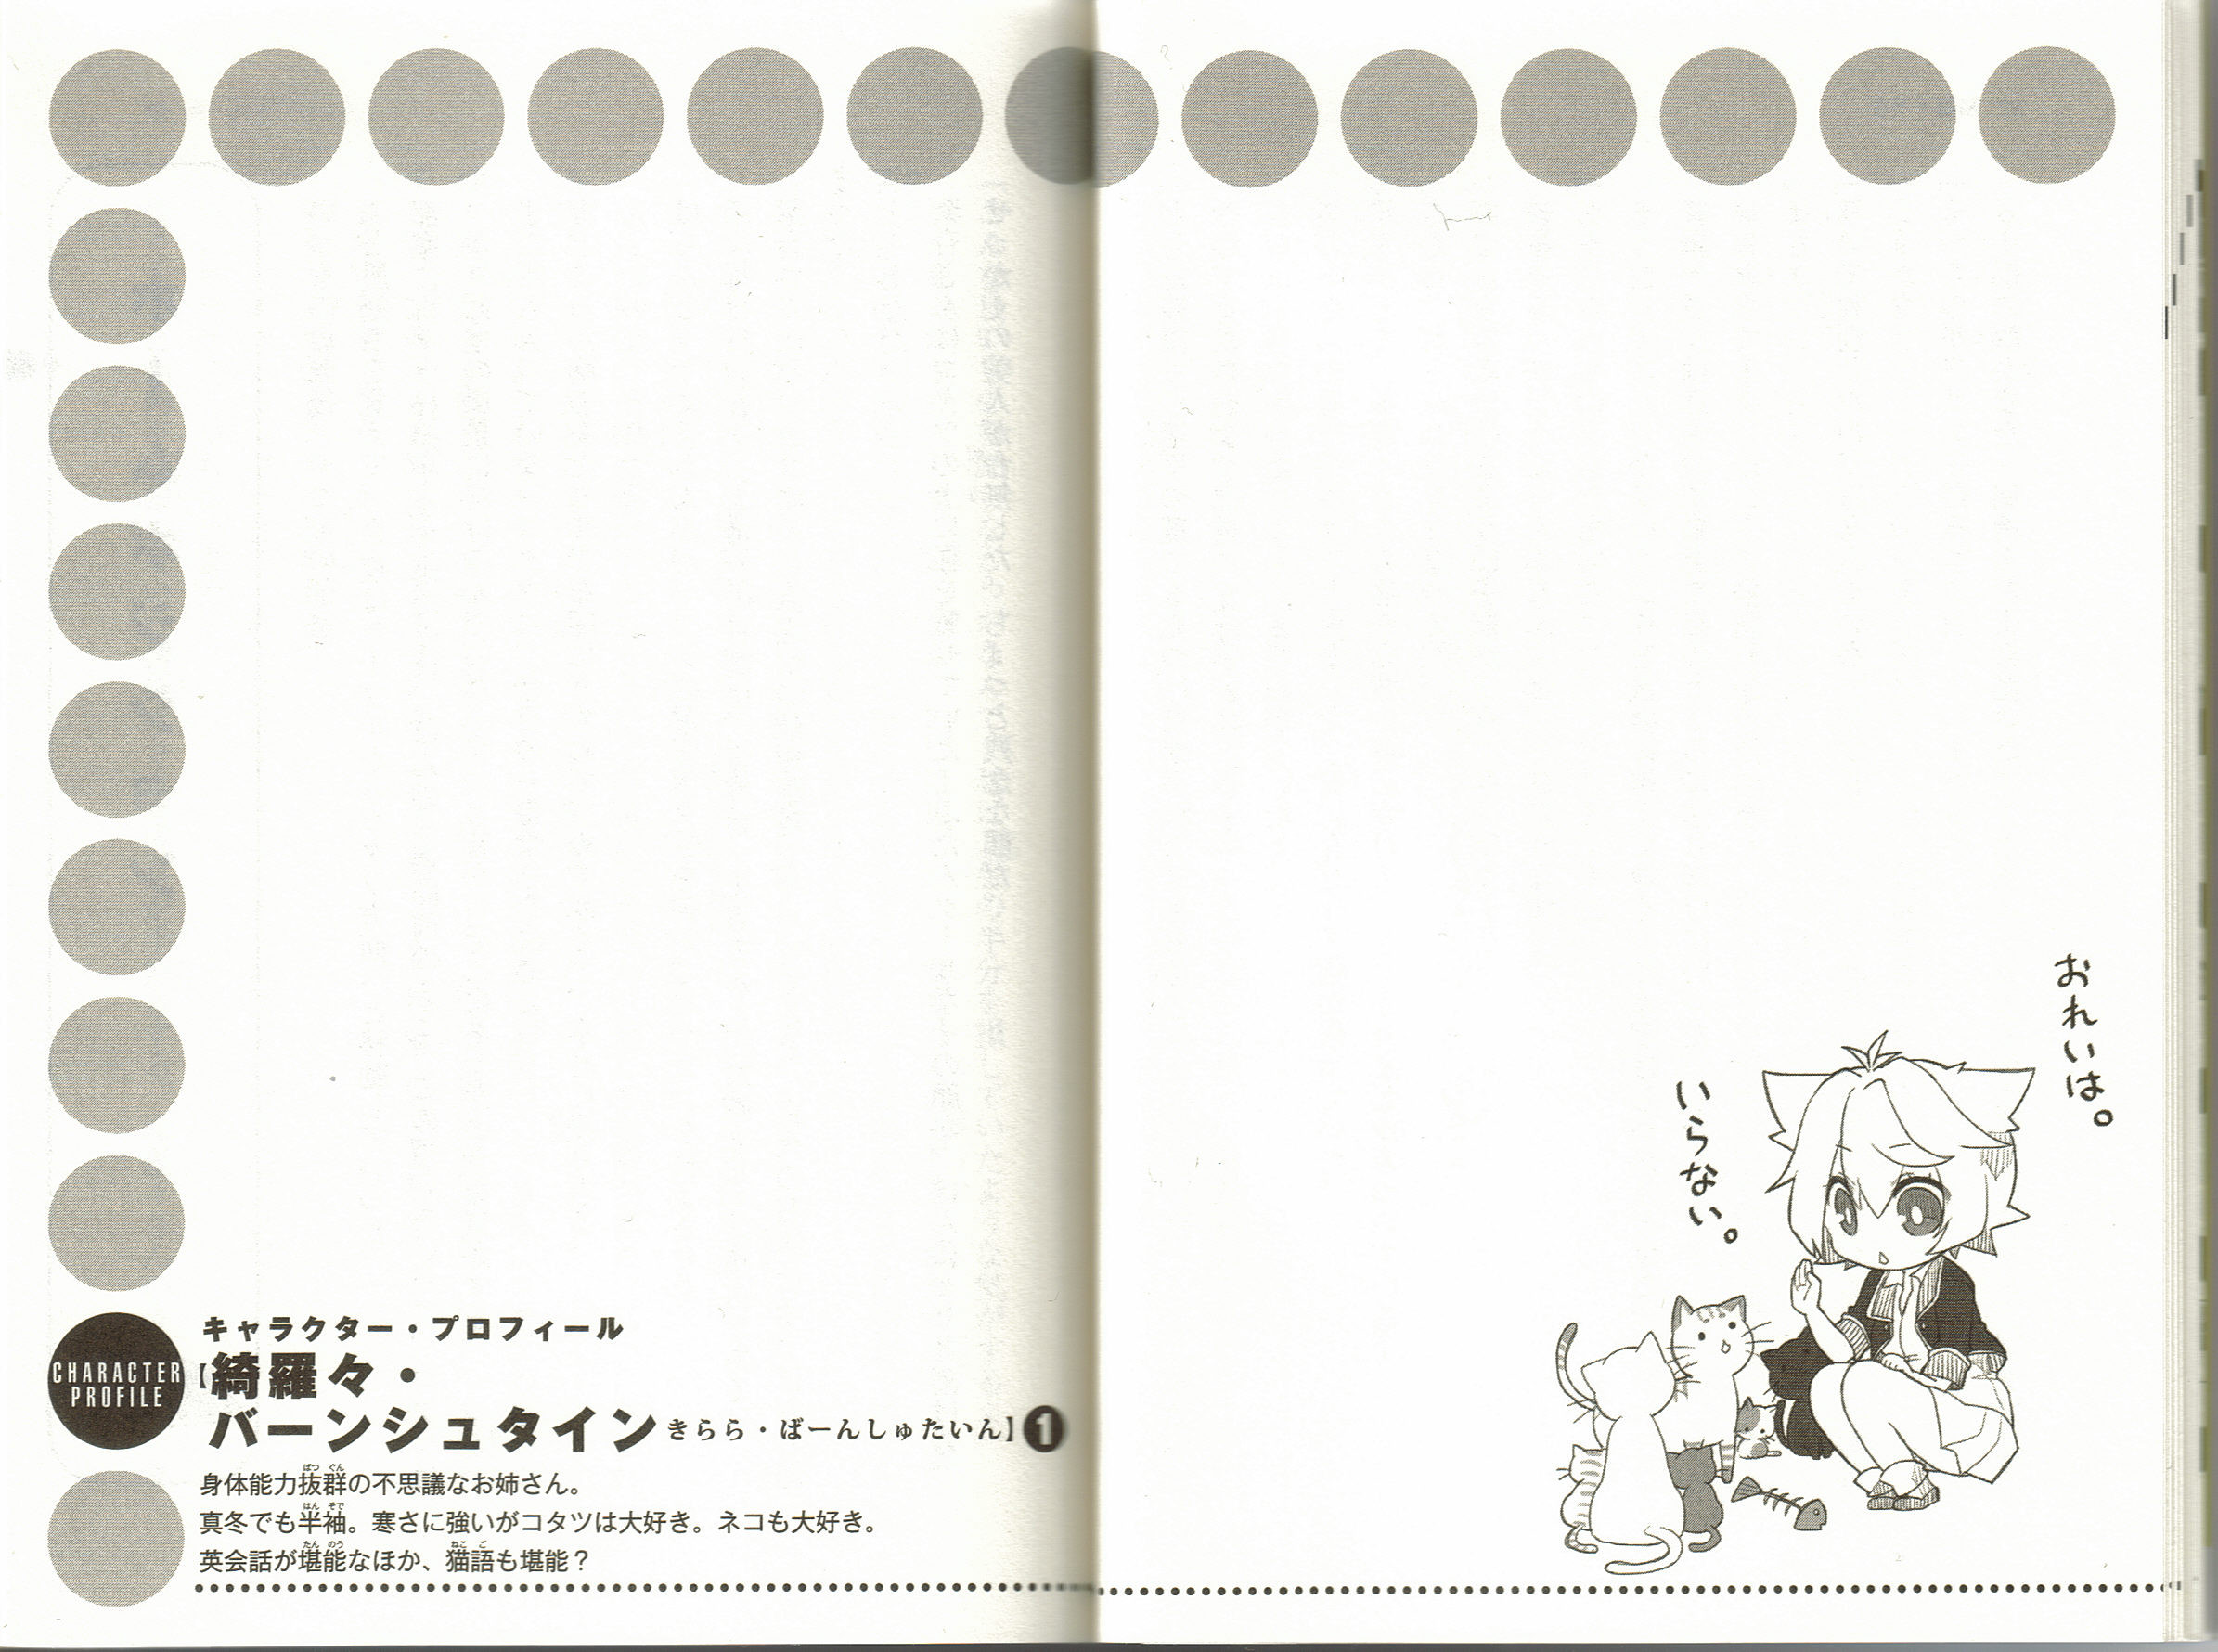 おれいは。
いらない。
CHARACTER
PROFILE
キャラクター・プロフィール
【綺羅々・
バーンシュタイン きらら・ばーんしゅたいん】❶
身体能力抜群の不思議なお姉さん。
真冬でも半袖。寒さに強いがコタツは大好き。ネコも大好き。
英会話が堪能なほか、猫語も堪能？